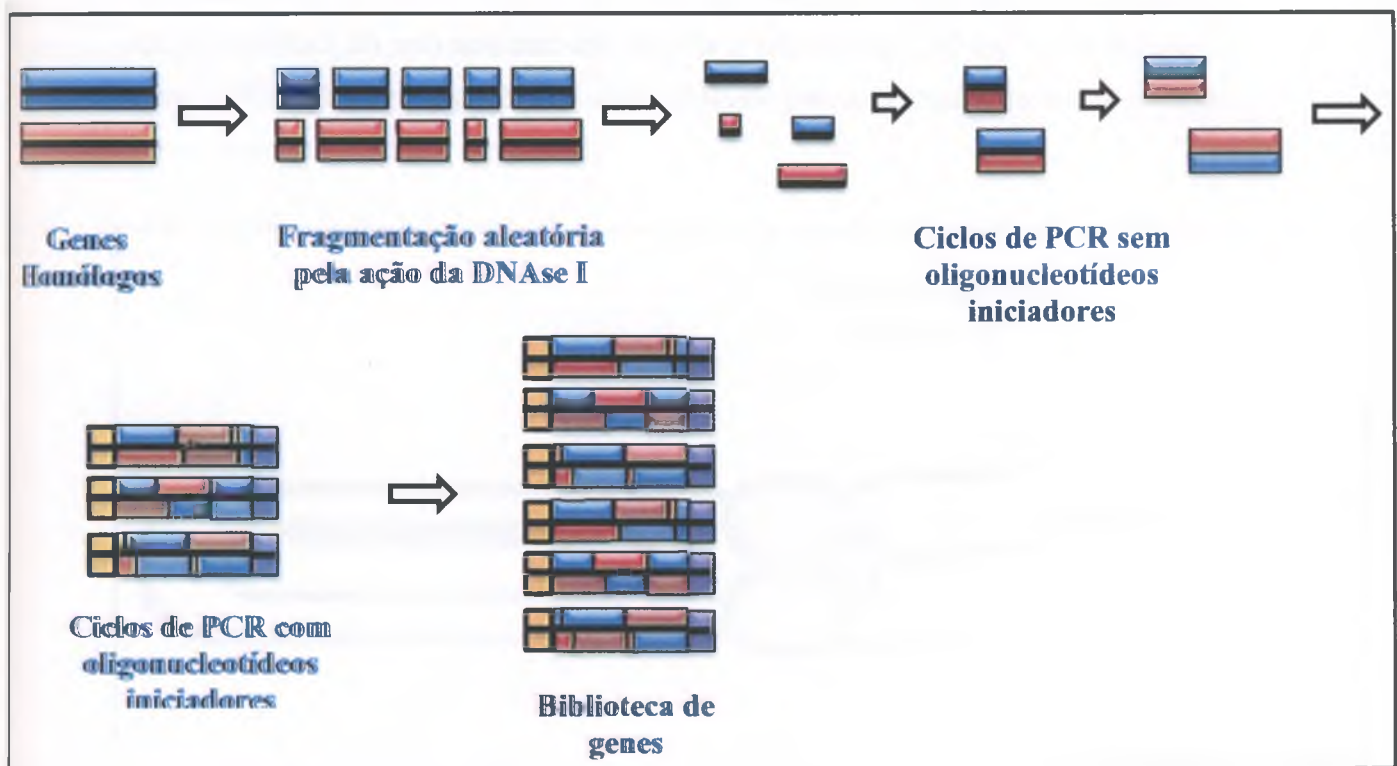 Genes
Homólogos
Fragmentação aleatória
pela ação da DNAse I
Ciclos de PCR sem
oligonucleotídeos
iniciadores
Ciclos de PCR com
oligonucleotídeos
iniciadores
Biblioteca de
genes